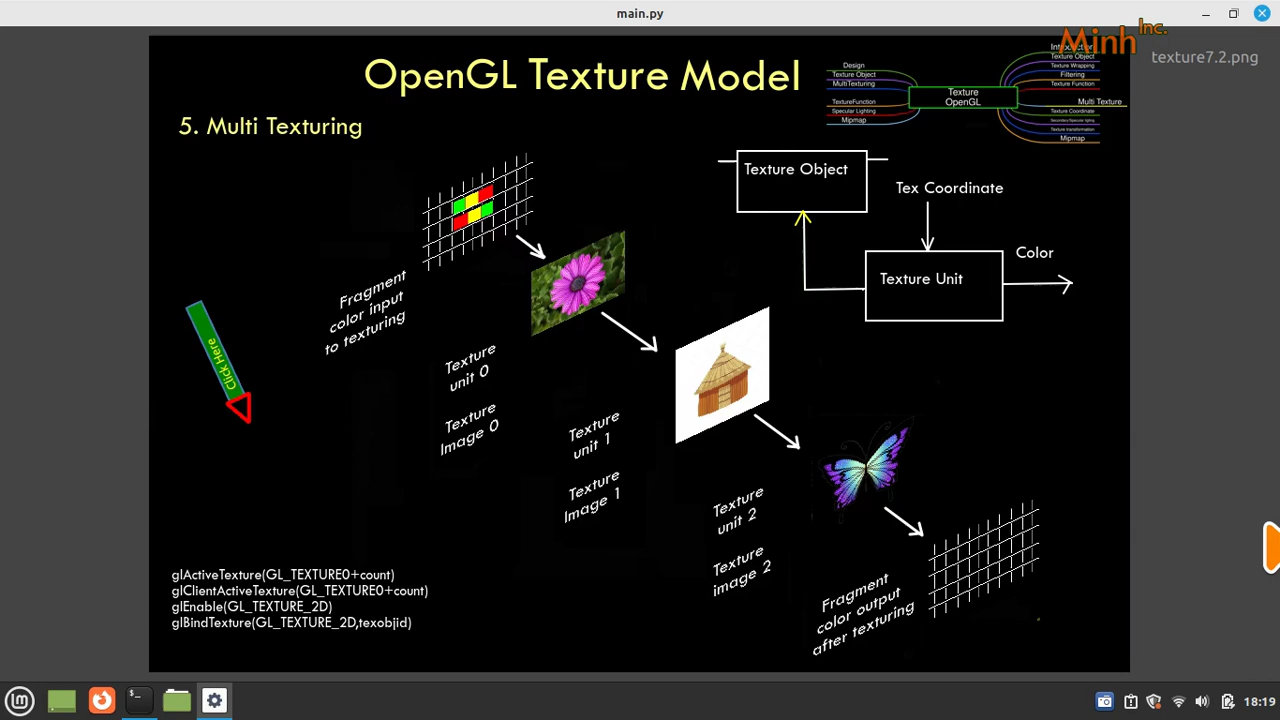 main.py
Minh Inc.
texture7.2.png
OpenGL Texture Model
5. Multi Texturing
Design
Texture Object
MultiTexturing
TextureFunction
Specular Lighting
Mipmap
Texture
OpenGL
Introduction
Texture Object
Texture Wrapping
Filtering
Texture Function
Multi Texture
Texture Coordinate
Secondary/Specular lighting
Texture transformation
Mipmap
Texture Object
Tex Coordinate
Texture Unit
Color
Fragment
color input
to texturing
Click Here
Texture
unit 0
Texture
Image 0
Texture
unit 1
Texture
Image 1
Texture
unit 2
Texture
image 2
Fragment
color output
after texturing
glActiveTexture(GL_TEXTURE0+count)
glClientActiveTexture(GL_TEXTURE0+count)
glEnable(GL_TEXTURE_2D)
glBindTexture(GL_TEXTURE_2D,texobjid)
18:19